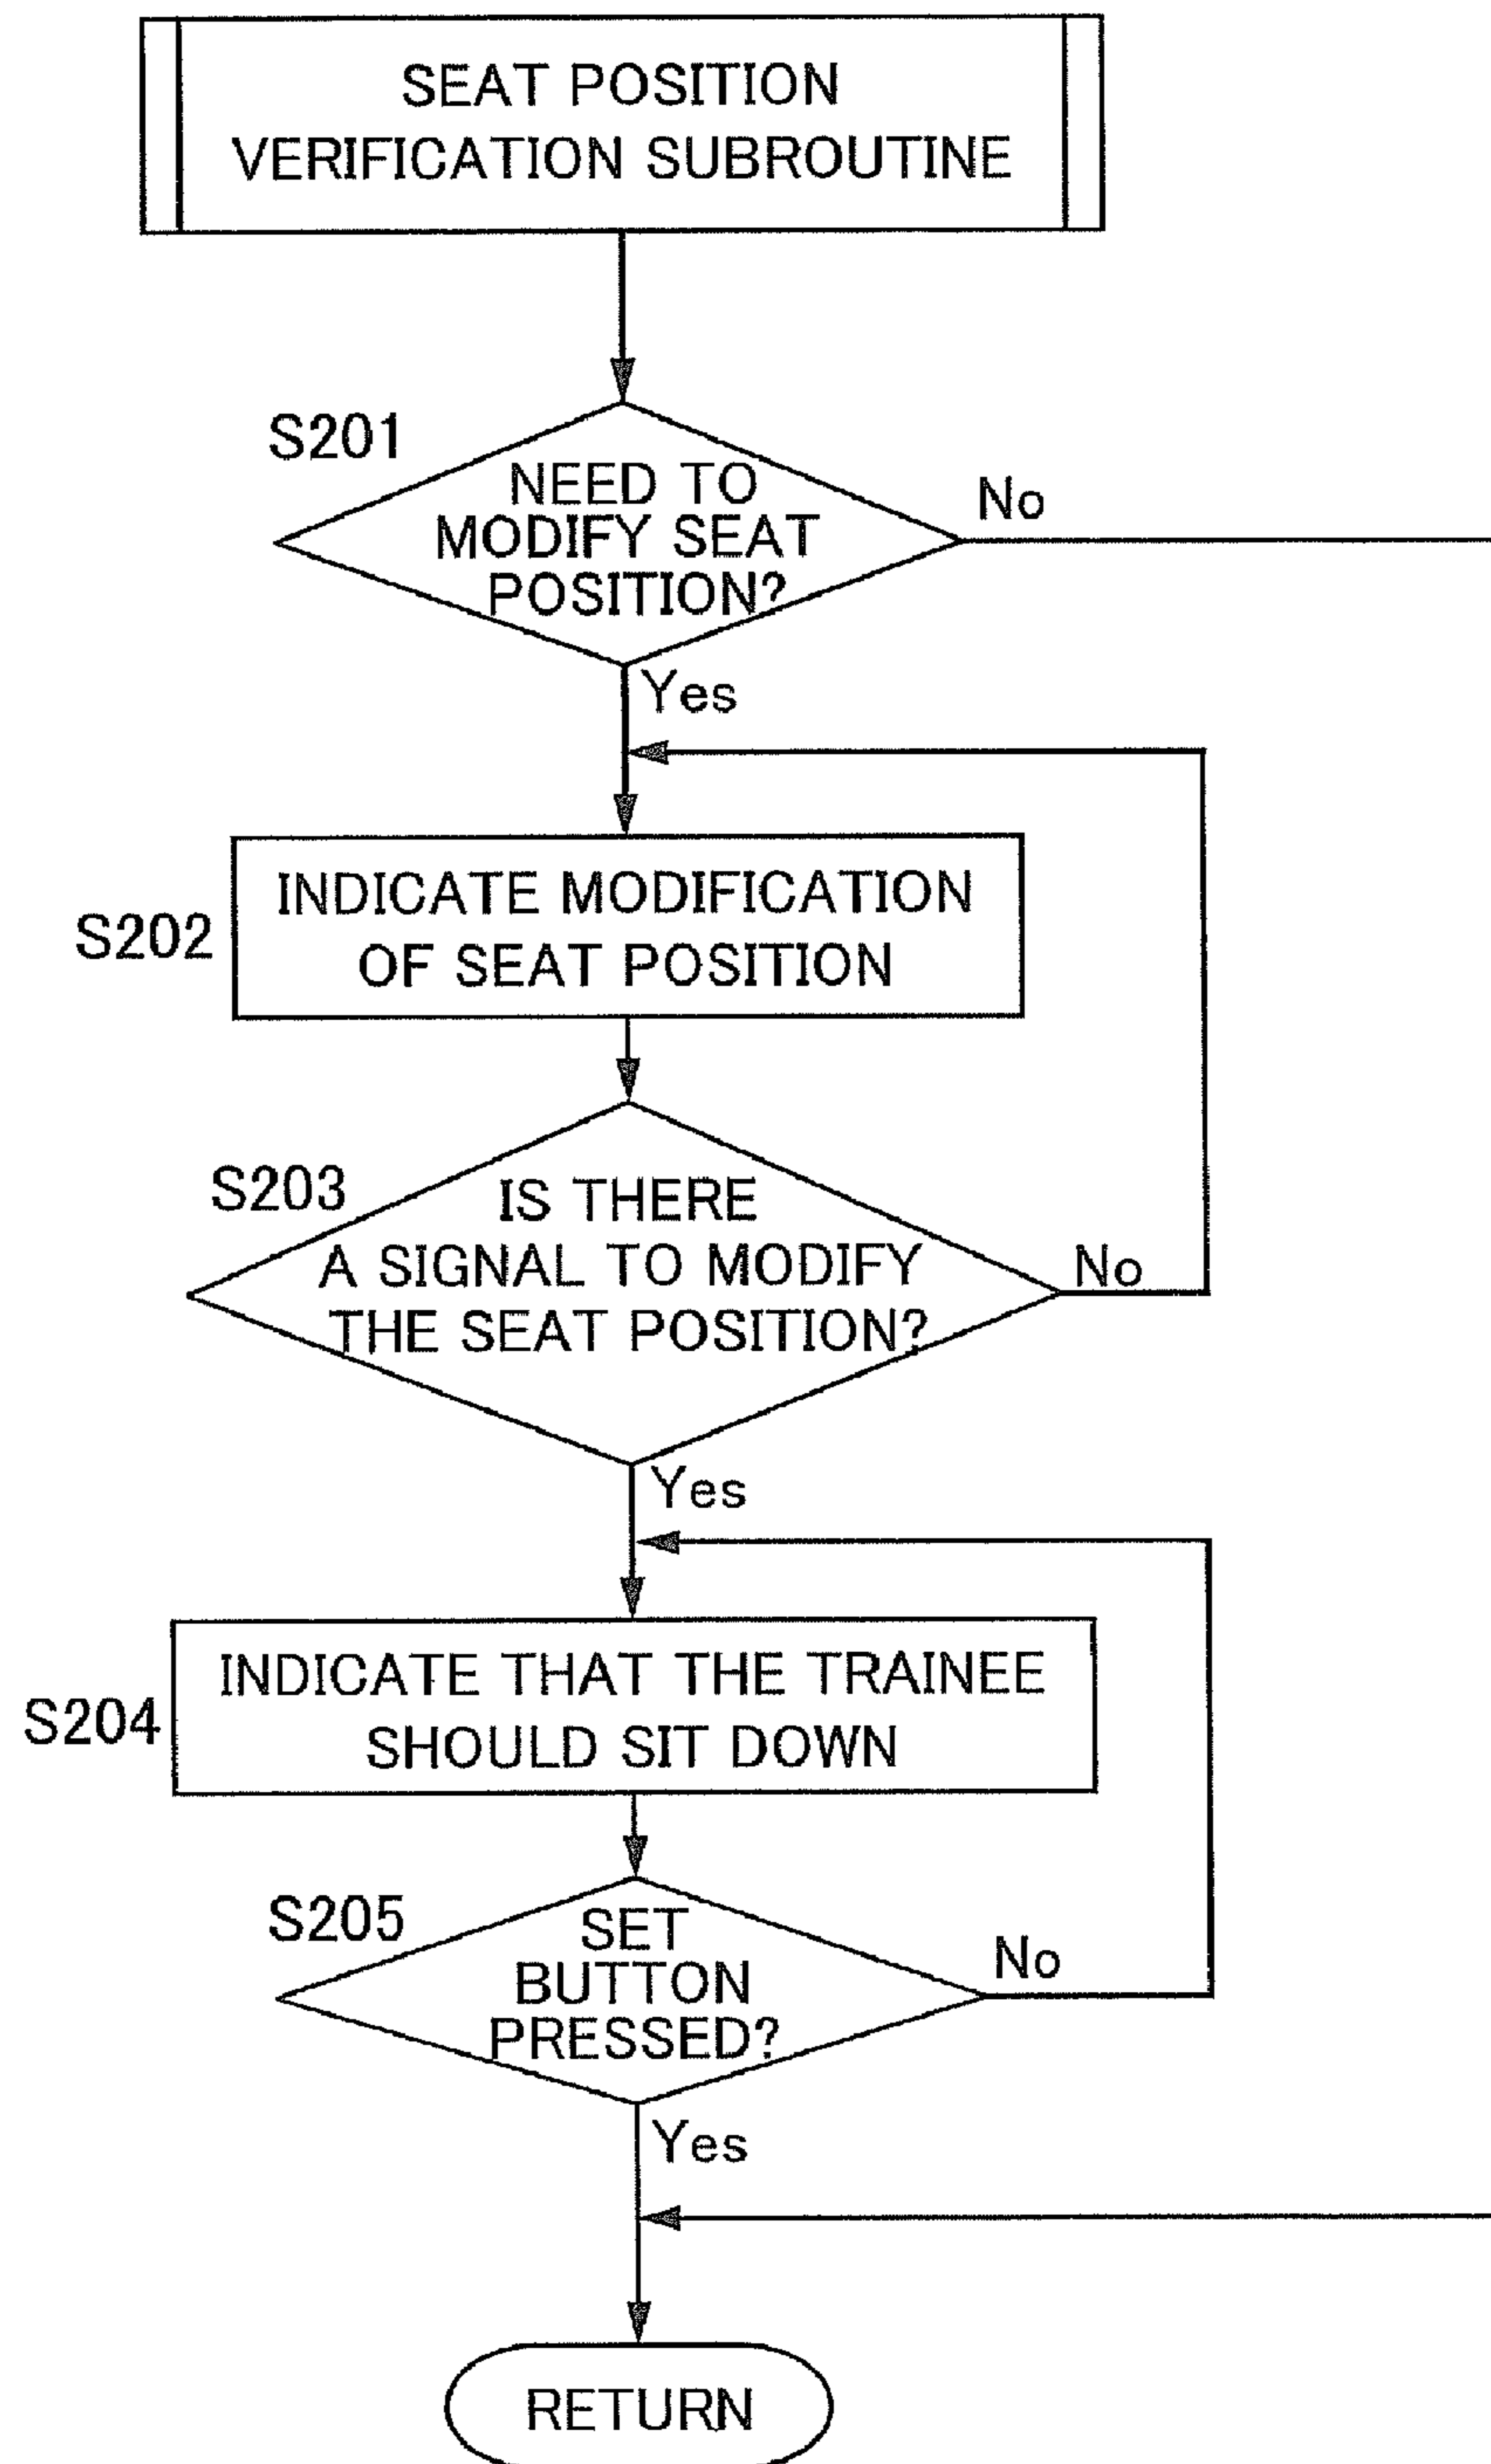 SEAT POSITION
VERIFICATION SUBROUTINE
S201
NEED TO
MODIFY SEAT
POSITION?
No
Yes
S202
INDICATE MODIFICATION
OF SEAT POSITION
S203
IS THERE
A SIGNAL TO MODIFY
THE SEAT POSITION?
No
Yes
S204
INDICATE THAT THE TRAINEE
SHOULD SIT DOWN
S205
SET
BUTTON
PRESSED?
No
Yes
RETURN